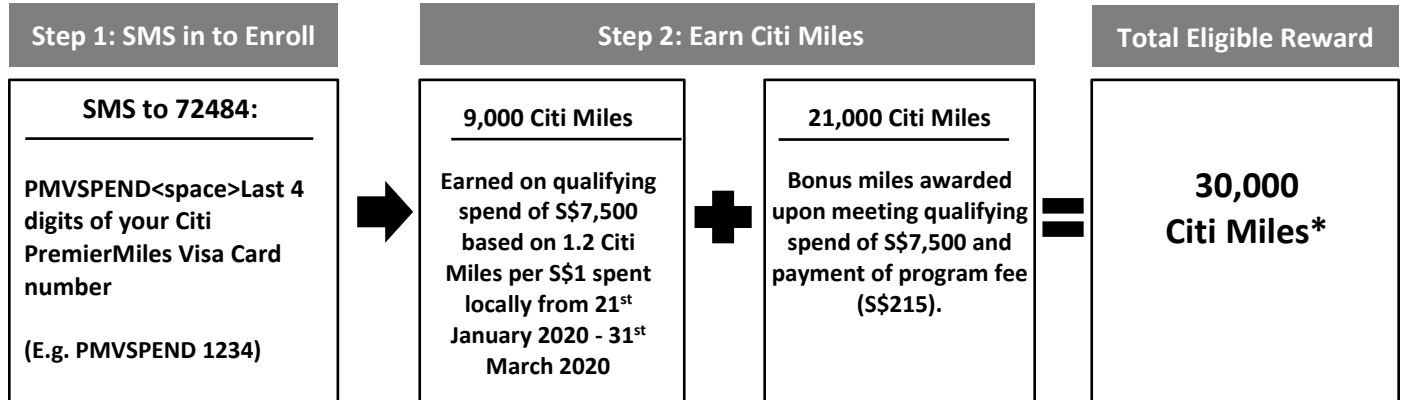 Step 1: SMS in to Enroll
Step 2: Earn Citi Miles
Total Eligible Reward
SMS to 72484:
PMVSPEND<space>Last 4
digits of your Citi
PremierMiles Visa Card
number
(E.g. PMVSPEND 1234)
9,000 Citi Miles
Earned on qualifying
spend of S$7,500
based on 1.2 Citi
Miles per S$1 spent
locally from 21st
January 2020 - 31st
March 2020
21,000 Citi Miles
Bonus miles awarded
upon meeting qualifying
spend of S$7,500 and
payment of program fee
(S$215).
30,000
Citi Miles*